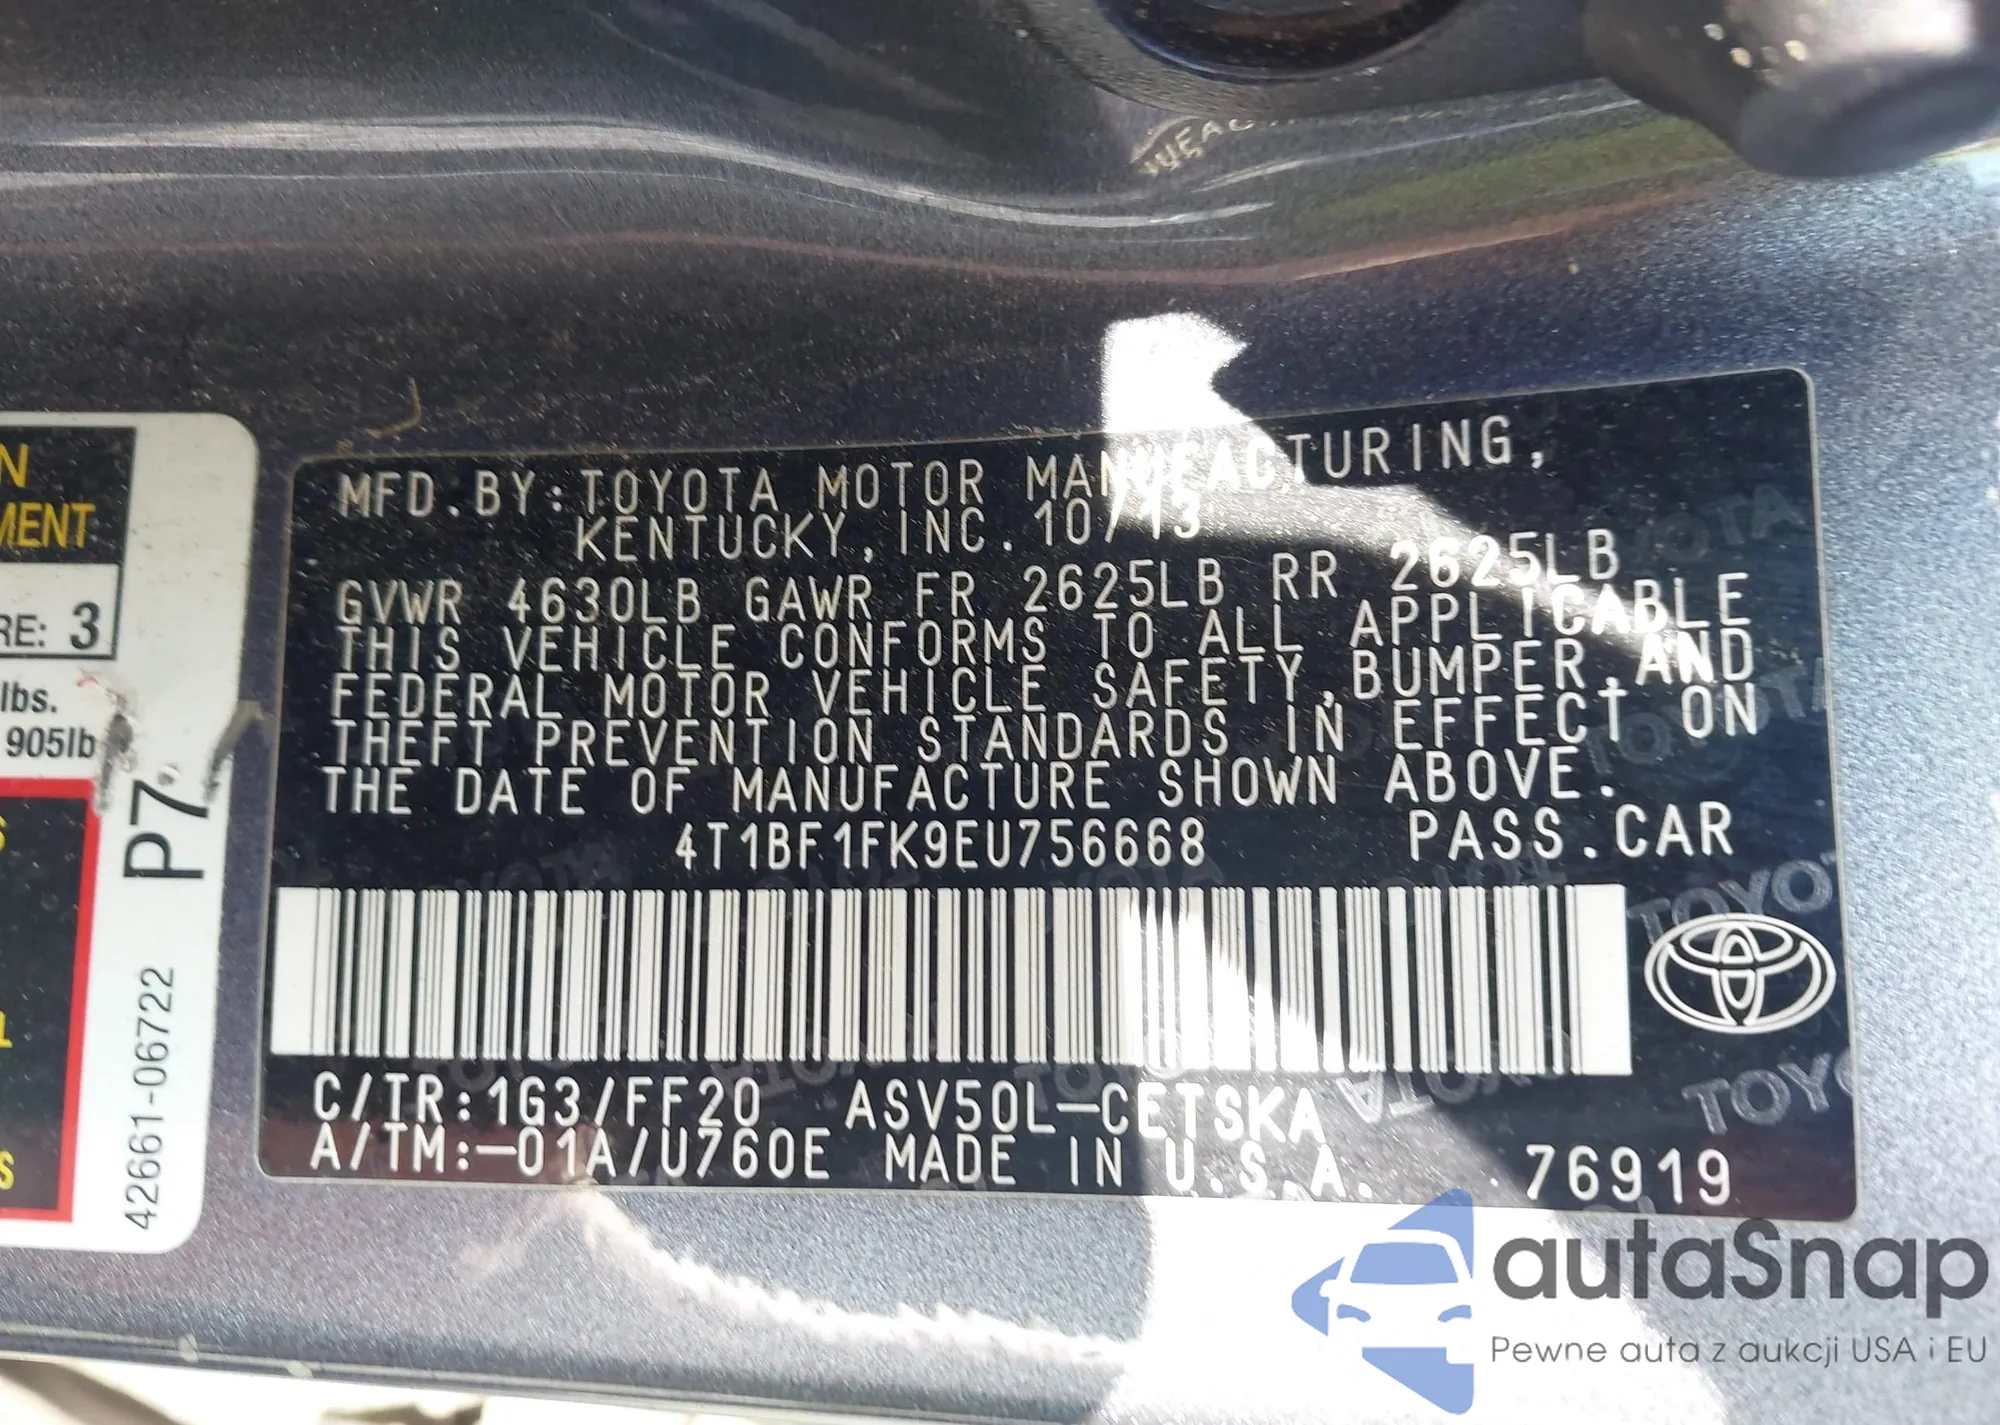 MFD.BY:TOYOTA MOTOR MANUFACTURING,
KENTUCKY,INC. 10/13
GVWR 4630LB GAWR FR 2625LB RR 2625LB
THIS VEHICLE CONFORMS TO ALL APPLICABLE
FEDERAL MOTOR VEHICLE SAFETY,BUMPER,AND
THEFT PREVENTION STANDARDS IN EFFECT ON
THE DATE OF MANUFACTURE SHOWN ABOVE.
4T1BF1FK9EU756668 PASS.CAR
C/TR:1G3/FF20 ASV50L-CETSKA
A/TM:-01A/U760E MADE IN U.S.A. 76919
N
MENT
RE: 3
lbs.
905lb
S
L
S
P7
42661-06722
TOYOTA
autaSnap
Pewne auta z aukcji USA i EU